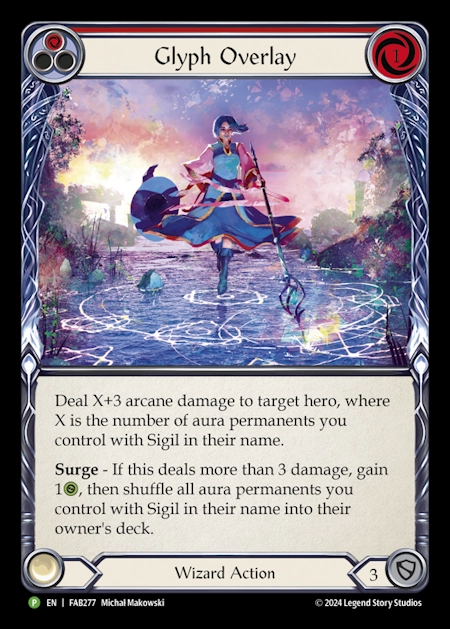 Glyph Overlay
1
Deal X+3 arcane damage to target hero, where
X is the number of aura permanents you
control with Sigil in their name.
Surge - If this deals more than 3 damage, gain
1, then shuffle all aura permanents you
control with Sigil in their name into their
owner's deck.
Wizard Action
3
P EN | FAB277 Michał Makowski
© 2024 Legend Story Studios